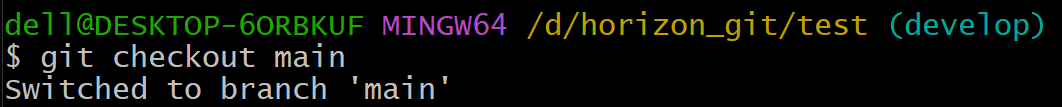 dell@DESKTOP-6ORBKUF MINGW64 /d/horizon_git/test (develop)
$ git checkout main
Switched to branch 'main'